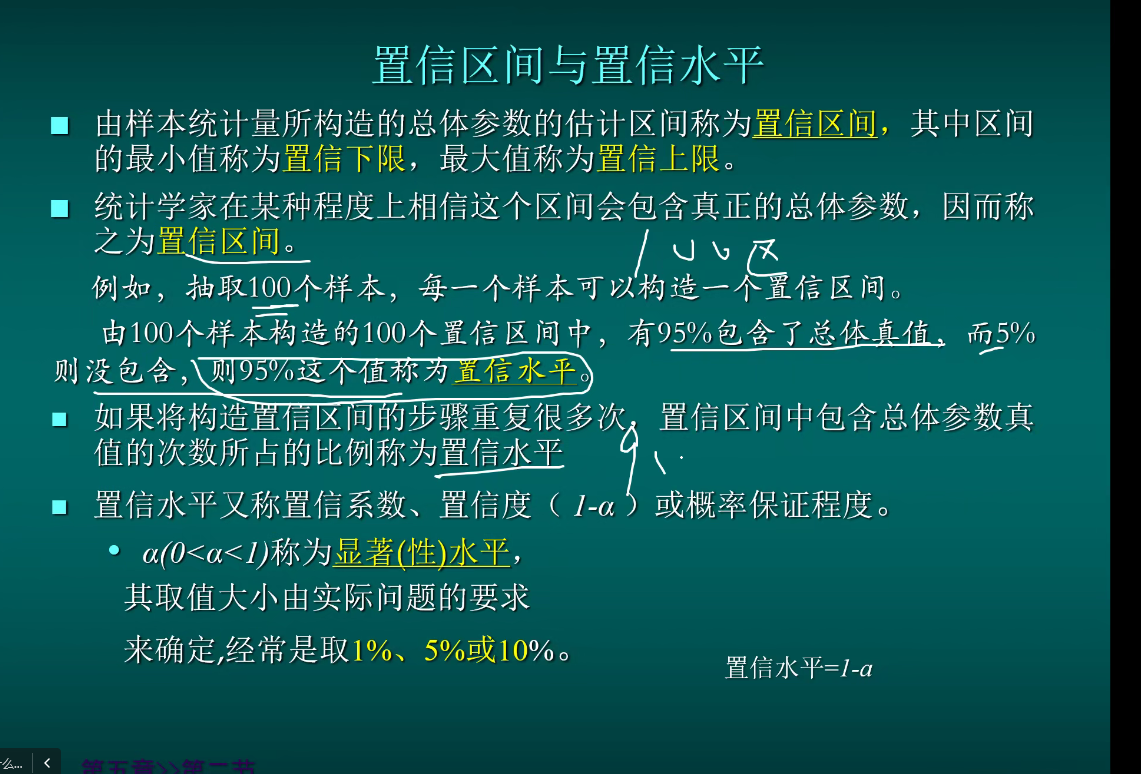 置信区间与置信水平
由样本统计量所构造的总体参数的估计区间称为置信区间，其中区间
的最小值称为置信下限，最大值称为置信上限。
统计学家在某种程度上相信这个区间会包含真正的总体参数，因而称
之为置信区间。
100区
例如，抽取100个样本，每一个样本可以构造一个置信区间。
由100个样本构造的100个置信区间中，有95%包含了总体真值，而5%
则没包含，则95%这个值称为置信水平。
如果将构造置信区间的步骤重复很多次，置信区间中包含总体参数真
值的次数所占的比例称为置信水平
置信水平又称置信系数、置信度（ 1-α ）或概率保证程度。
α(0<α<1)称为显著(性)水平，
其取值大小由实际问题的要求
来确定,经常是取1%、5%或10%。
置信水平=1-α
么...
第五章>>第二节